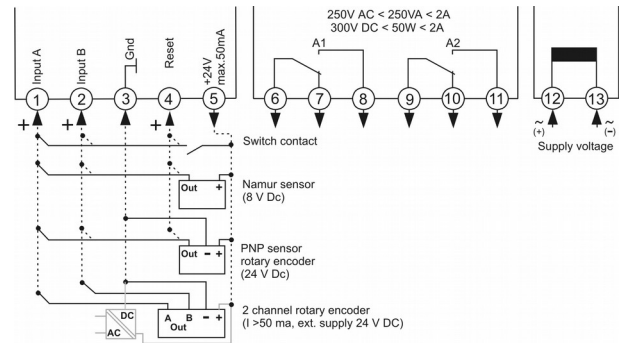 250V AC < 250VA < 2A
300V DC < 50W < 2A
Input A
Input B
Gnd
Reset
+24V
max.50mA
A1
A2
1
2
3
4
5
6
7
8
9
10
11
12
13
+
+
+
~
(+)
~
(-)
Supply voltage
Switch contact
Out +
Namur sensor
(8 V Dc)
Out - +
PNP sensor
rotary encoder
(24 V Dc)
A B - +
Out
DC
AC
2 channel rotary encoder
(I >50 ma, ext. supply 24 V DC)